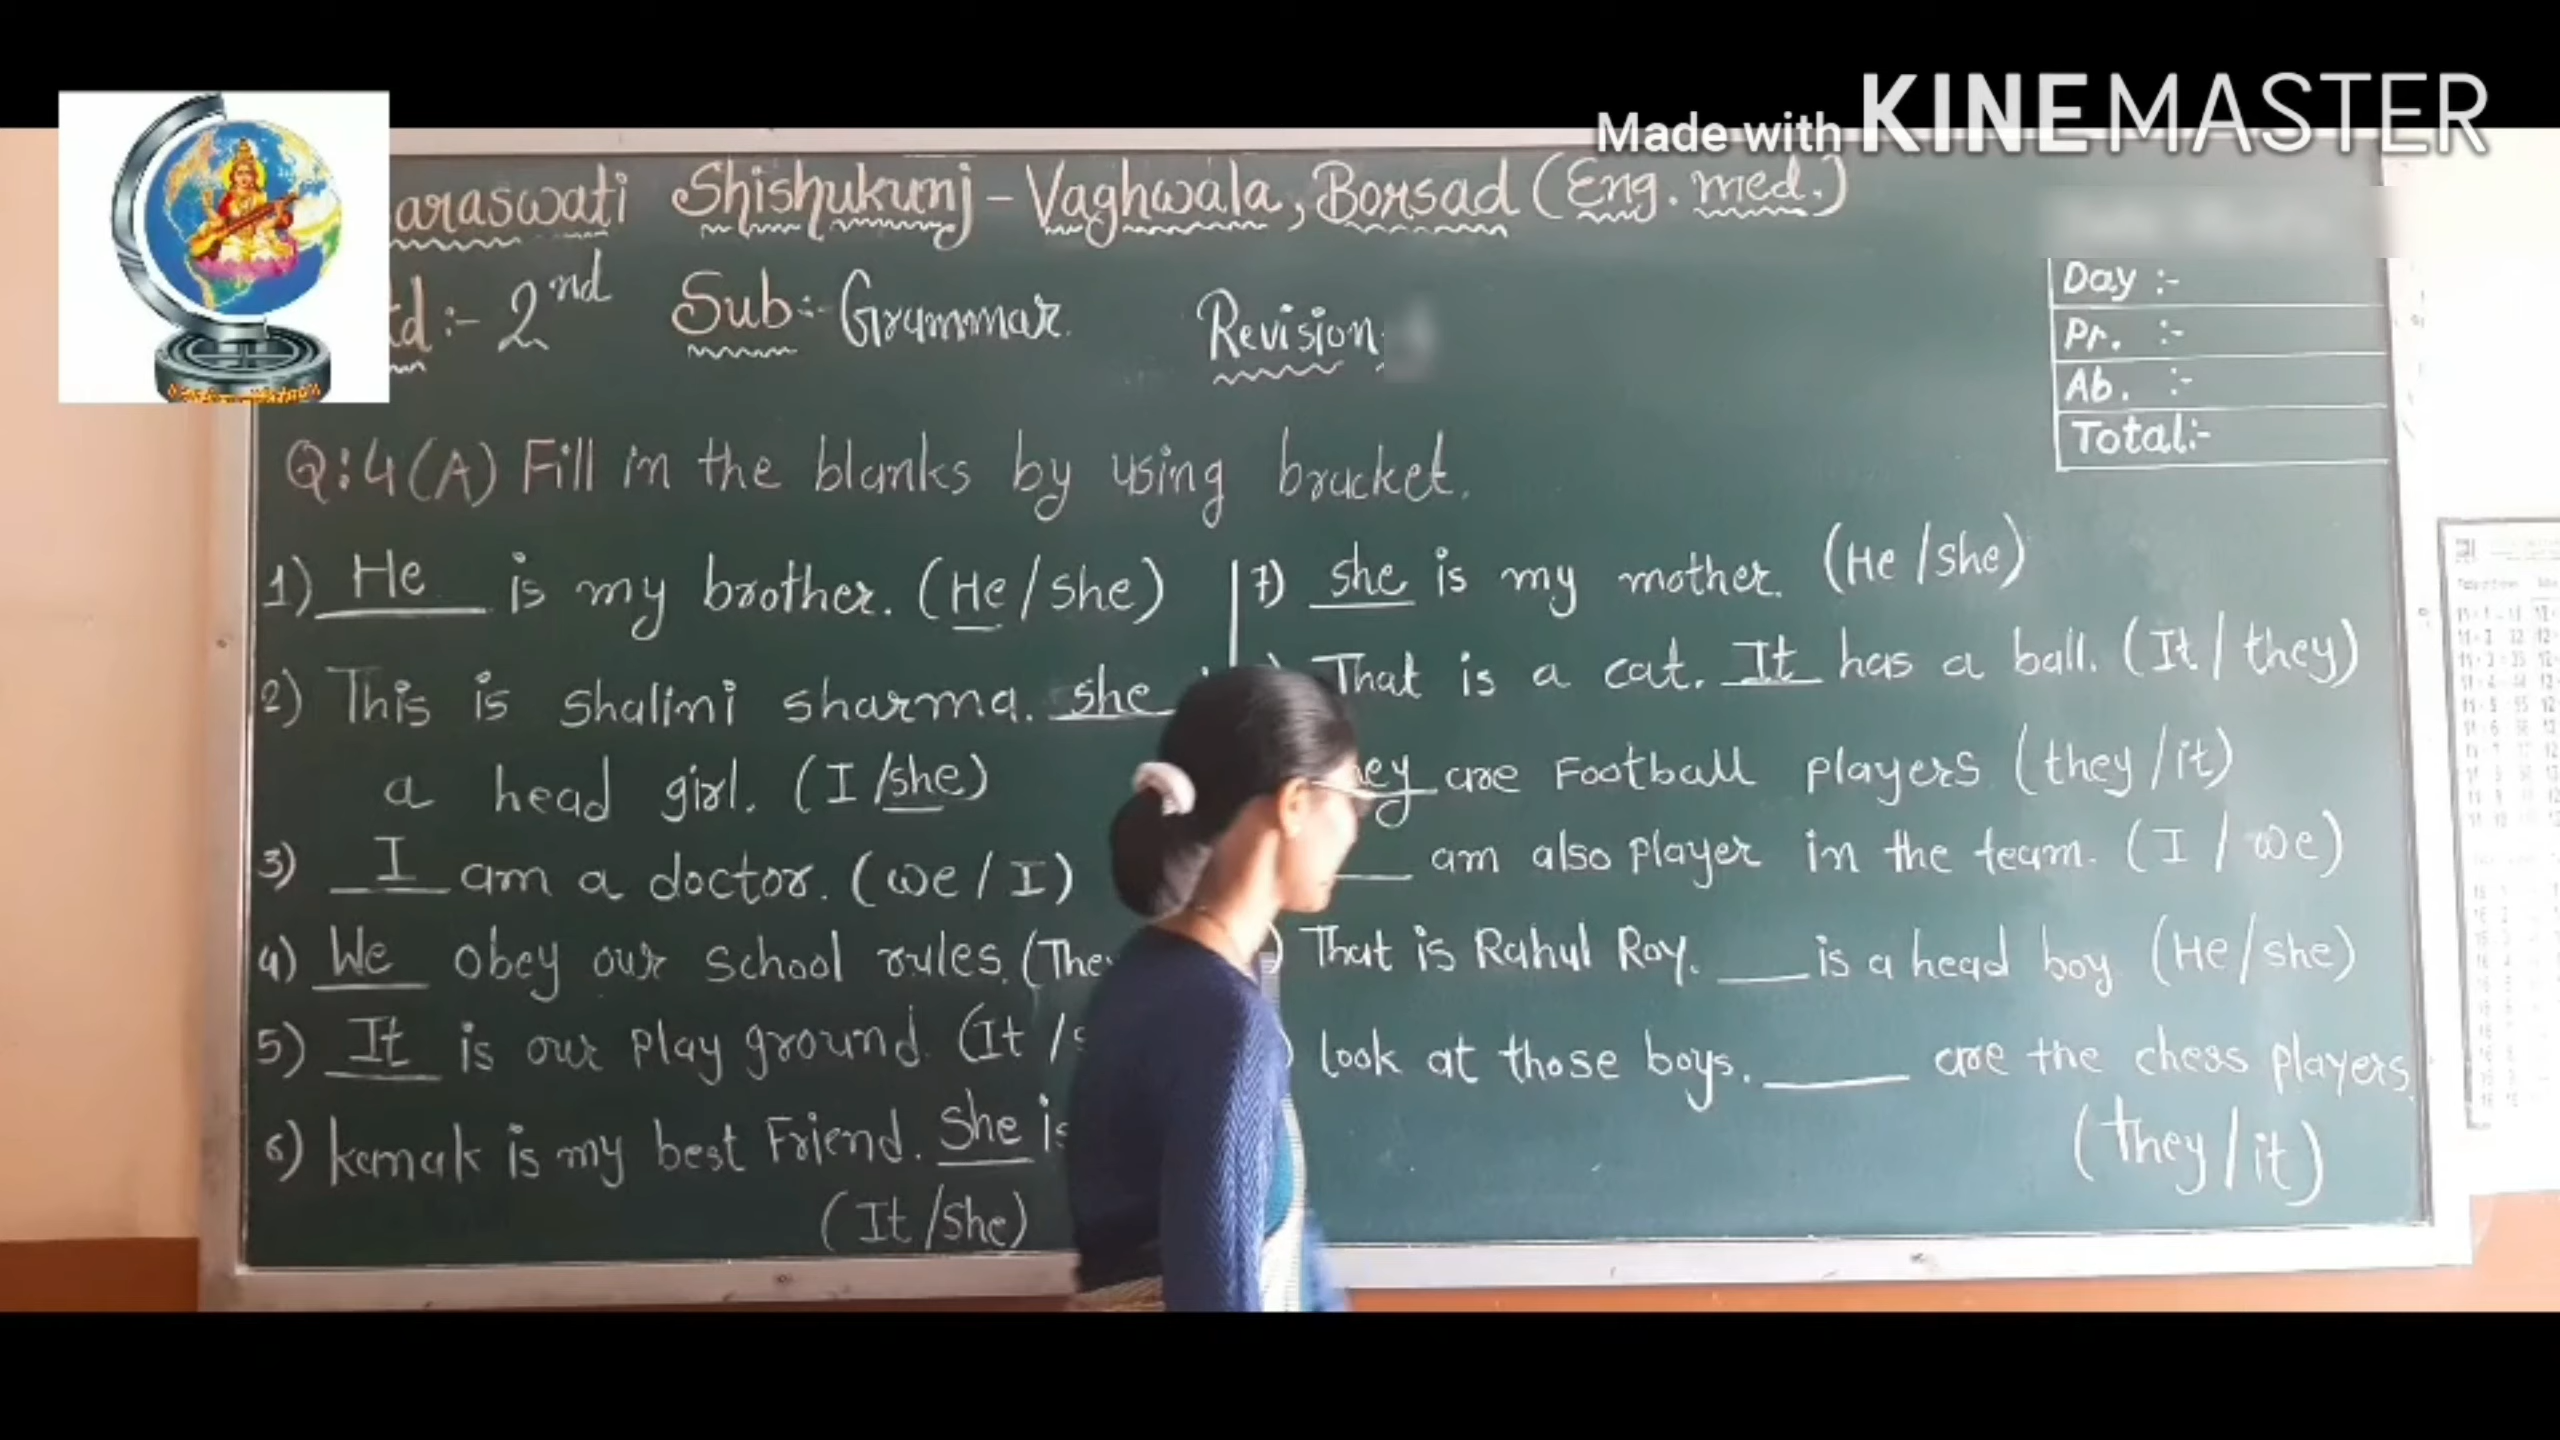 Made with KINEMASTER
araswati Shishukunj - Vaghwala, Borsad (Eng. med.)
td :- 2nd Sub:- Grammar Revision
Day :-
Pr. :-
Ab. :-
Total:-
Q:4 (A) Fill in the blanks by using bracket.
1) He is my brother. (He/she)
2) This is Shalini sharma. she
a head girl. (I/she)
3) I am a doctor. (we/I)
4) We obey our school rules. (The
5) It is our play ground. (It /
6) kanak is my best Friend. She is
(It/She)
7) she is my mother. (He/she)
) That is a cat. It has a ball. (It / they)
ey are Football players (they/it)
___ am also player in the team. (I / we)
) That is Rahul Roy. ___ is a head boy (He/she)
) look at those boys. ___ are the chess players.
(they/it)